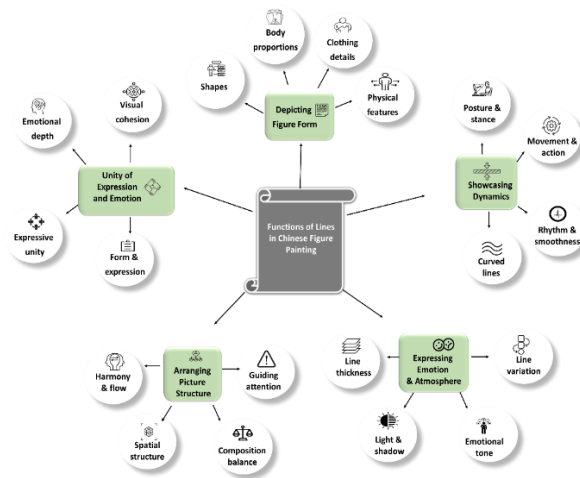 Body
proportions
Clothing
details
Shapes
Depicting
Figure Form
Physical
features
Visual
cohesion
Emotional
depth
Unity of
Expression
and Emotion
Expressive
unity
Form &
expression
Functions of Lines
in Chinese Figure
Painting
Posture &
stance
Movement &
action
Showcasing
Dynamics
Rhythm &
smoothness
Curved
lines
Harmony
& flow
Arranging
Picture
Structure
Guiding
attention
Spatial
structure
Composition
balance
Line
thickness
Expressing
Emotion
& Atmosphere
Line
variation
Light &
shadow
Emotional
tone